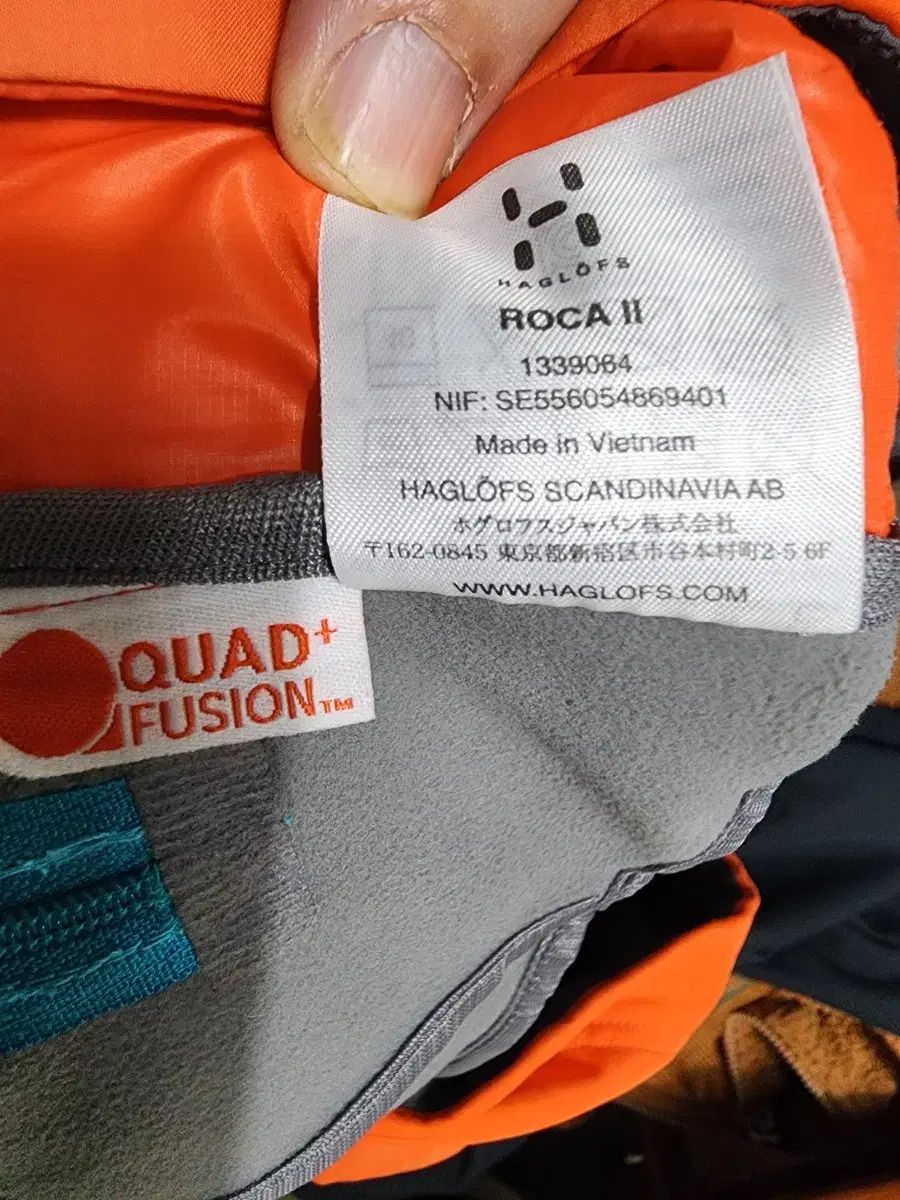 HAGLÖFS
ROCA II
1339064
NIF: SE556054869401
Made in Vietnam
HAGLÖFS SCANDINAVIA AB
ホグロフスジャパン株式会社
〒162-0845 東京都新宿区市谷本村町2-5 6F
WWW.HAGLOFS.COM
QUAD+
FUSION™